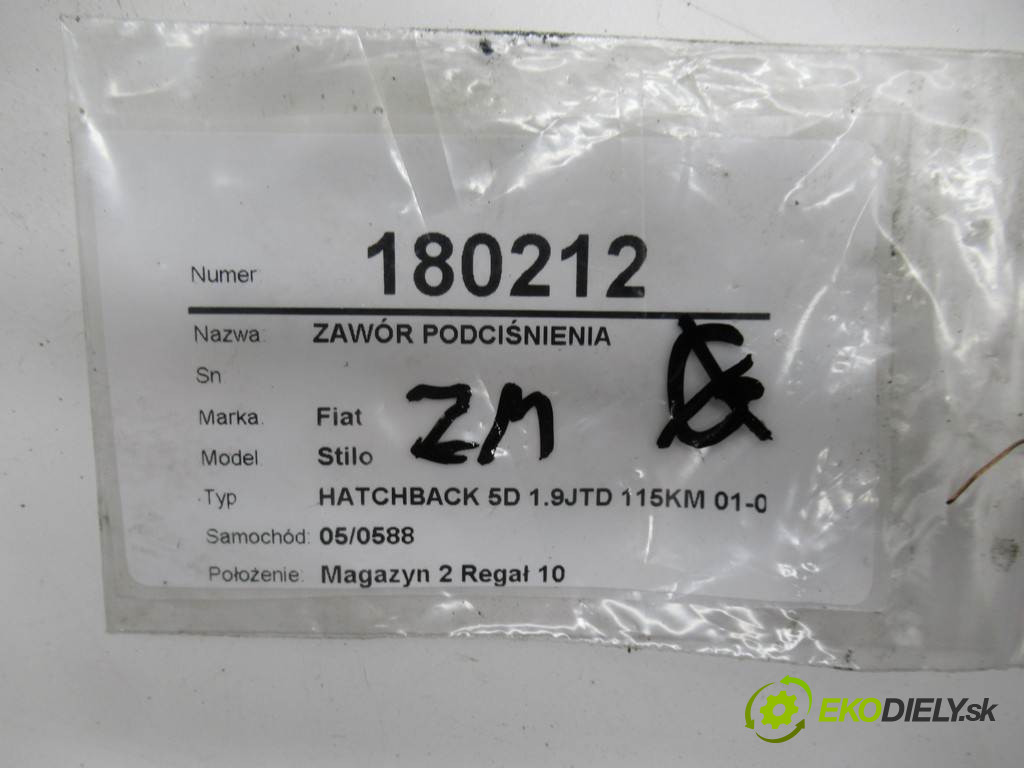 Numer 180212
Nazwa: ZAWÓR PODCIŚNIENIA
Sn
Marka: Fiat
Model Stilo
Typ HATCHBACK 5D 1.9JTD 115KM 01-0
Samochód: 05/0588
Położenie: Magazyn 2 Regał 10
ZM
EKODIELY.sk